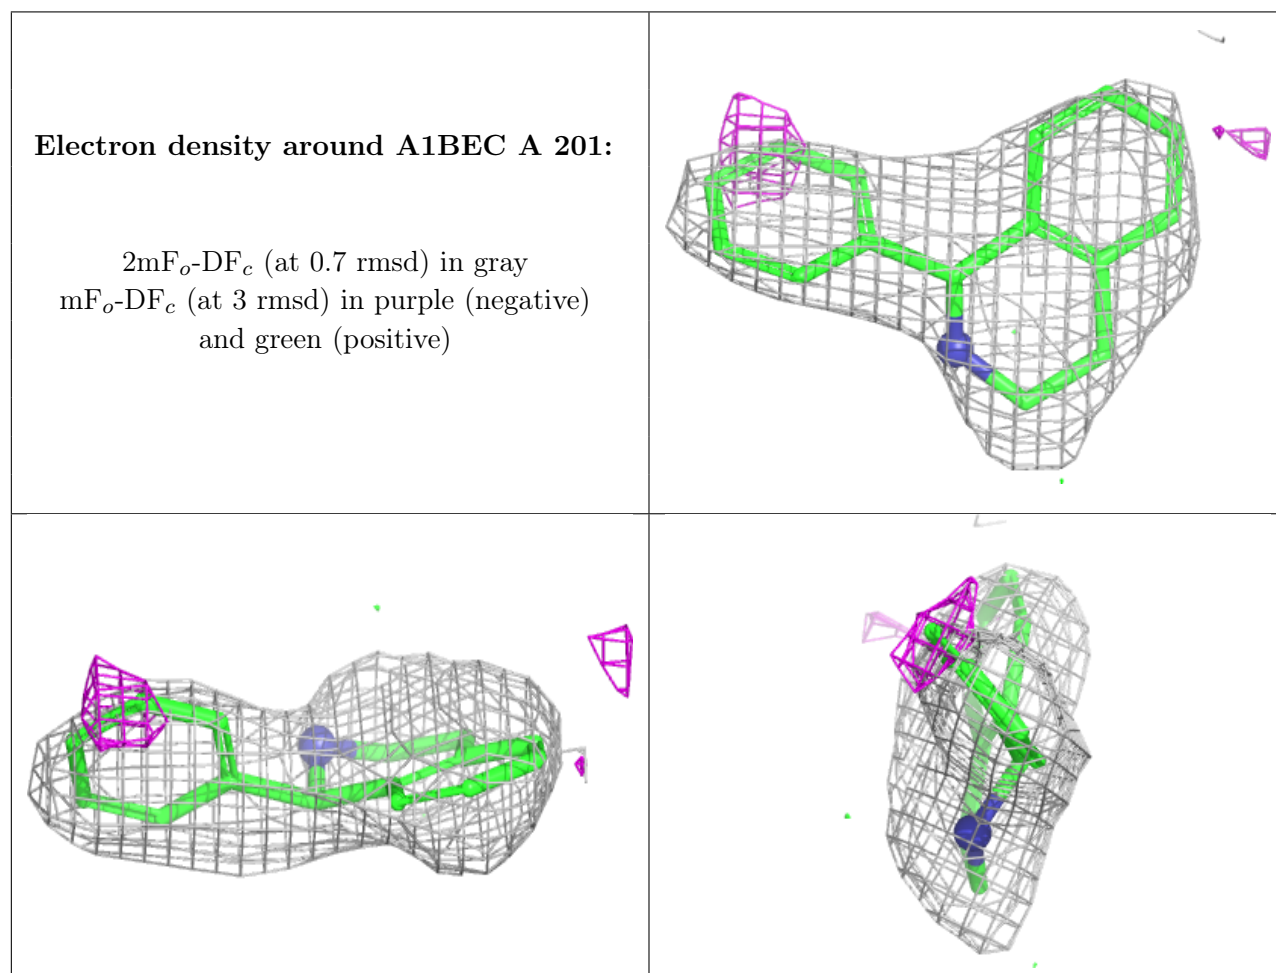 Electron density around A1BEC A 201:
2mFo-DFc (at 0.7 rmsd) in gray
mFo-DFc (at 3 rmsd) in purple (negative)
and green (positive)